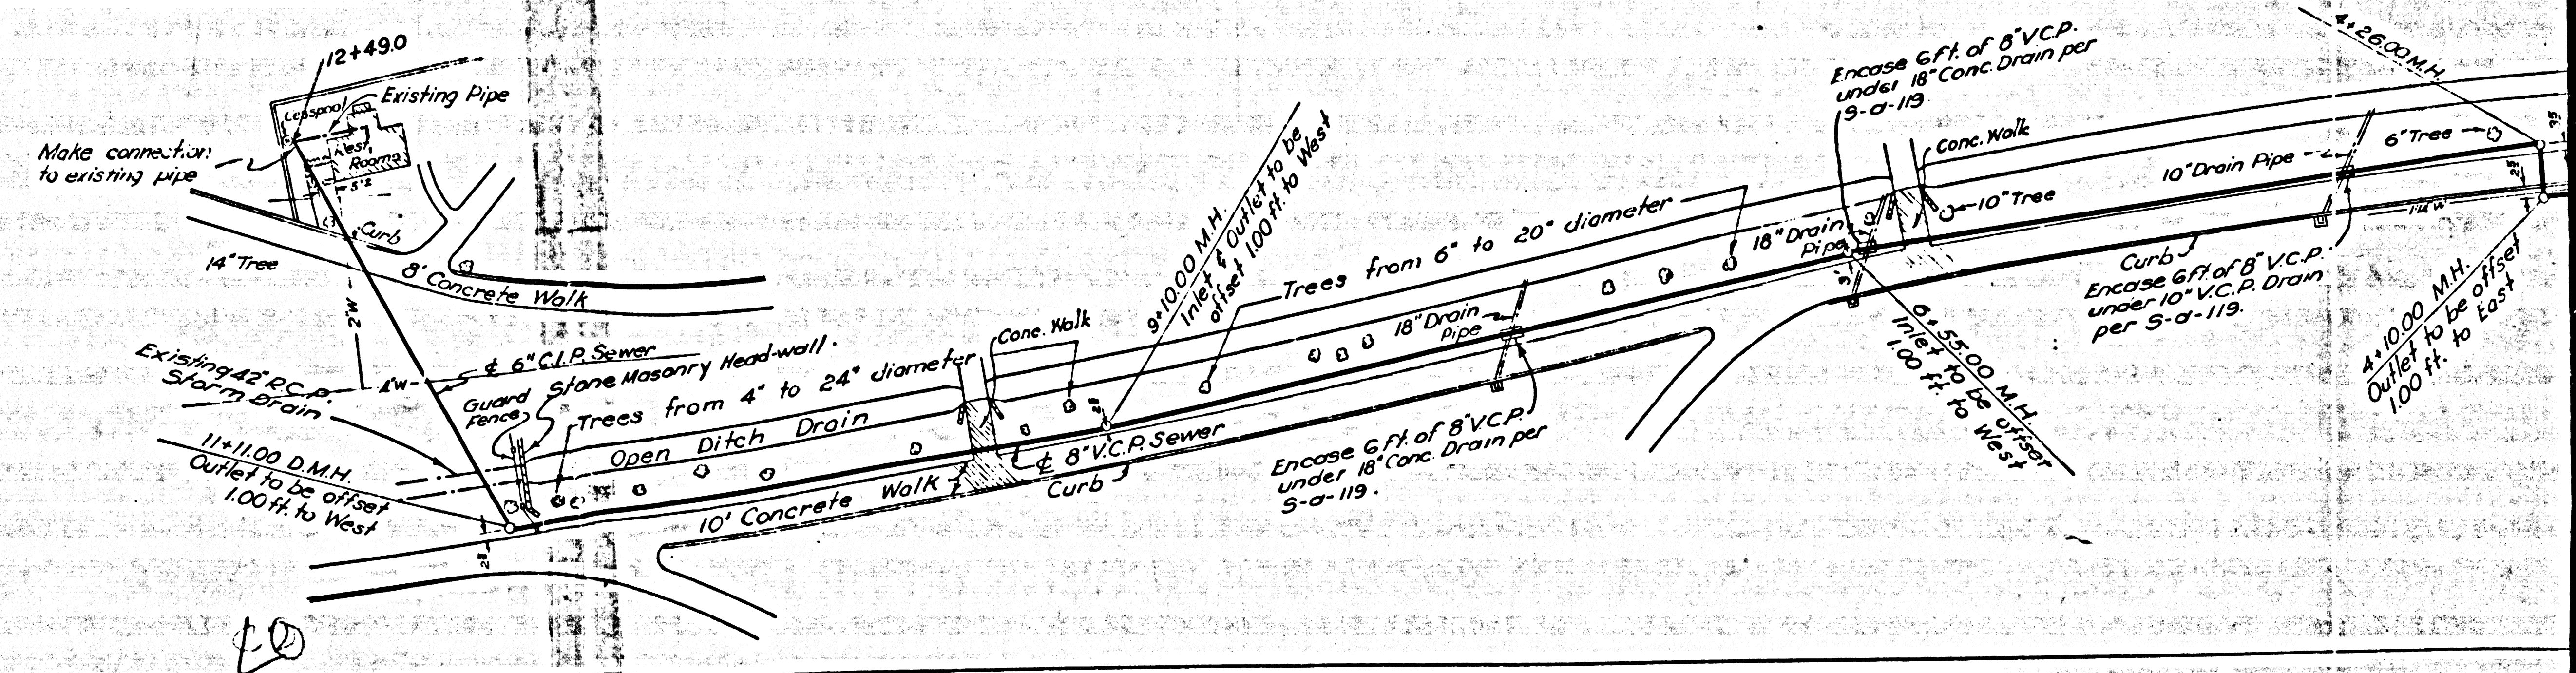 12+49.0
Cesspool
Existing Pipe
Make connection
to existing pipe
Rest
Rooms
5'±
Curb
14" Tree
8' Concrete Walk
2"W
Existing 42" R.C.P.
Storm Drain
₵ 6" C.I.P. Sewer
Guard
Fence
Stone Masonry Head-wall.
Trees from 4" to 24" diameter
Open Ditch Drain
11+11.00 D.M.H.
Outlet to be offset
1.00 ft. to West
10' Concrete Walk
Conc. Walk
₵ 8" V.C.P. Sewer
Curb
9+10.00 M.H.
Inlet & Outlet to be
offset 1.00 ft. to West
Trees from 6" to 20" diameter
18" Drain
Pipe
Encase 6 ft. of 8" V.C.P.
under 18" Conc. Drain per
S-a-119.
Encase 6 ft. of 8" V.C.P.
under 18" Conc. Drain per
S-a-119
18" Drain
Pipe
Conc. Walk
10" Tree
6+55.00 M.H.
Inlet to be offset
1.00 ft. to West
10" Drain Pipe
6" Tree
4+26.00 M.H.
Curb
Encase 6 ft. of 8" V.C.P.
under 10" V.C.P. Drain
per S-a-119.
4+10.00 M.H.
Outlet to be offset
1.00 ft. to East